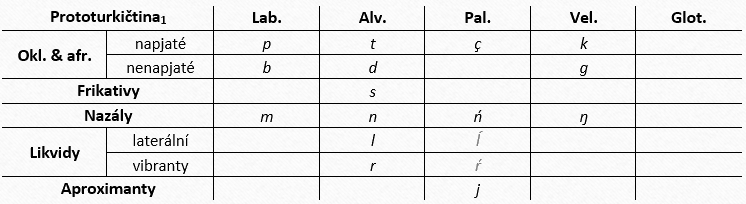 Prototurkičtina₁ Lab. Alv. Pal. Vel. Glot.
Okl. & afr. napjaté p t ç k
nenapjaté b d g
Frikativy s
Nazály m n ń ŋ
Likvidy laterální l ĺ
vibranty r ŕ
Aproximanty j